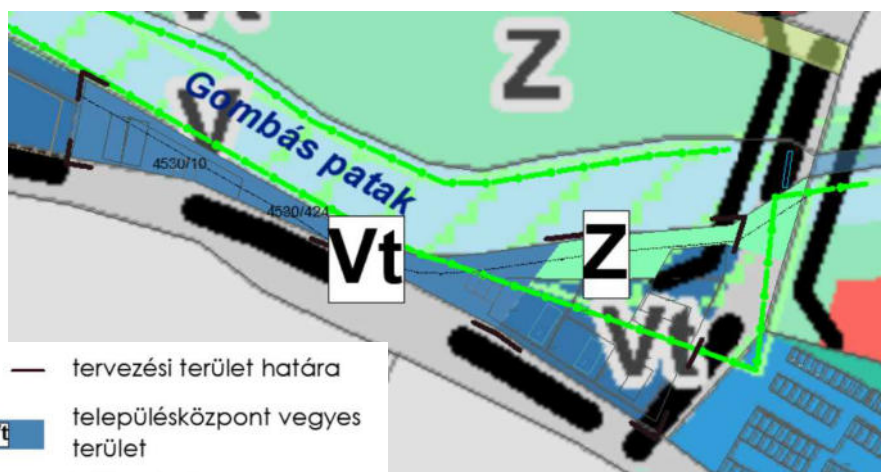 Z
V
Gombás patak
4530/10
4530/424
Vt
Z
Vt
tervezési terület határa
t
településközpont vegyes
terület